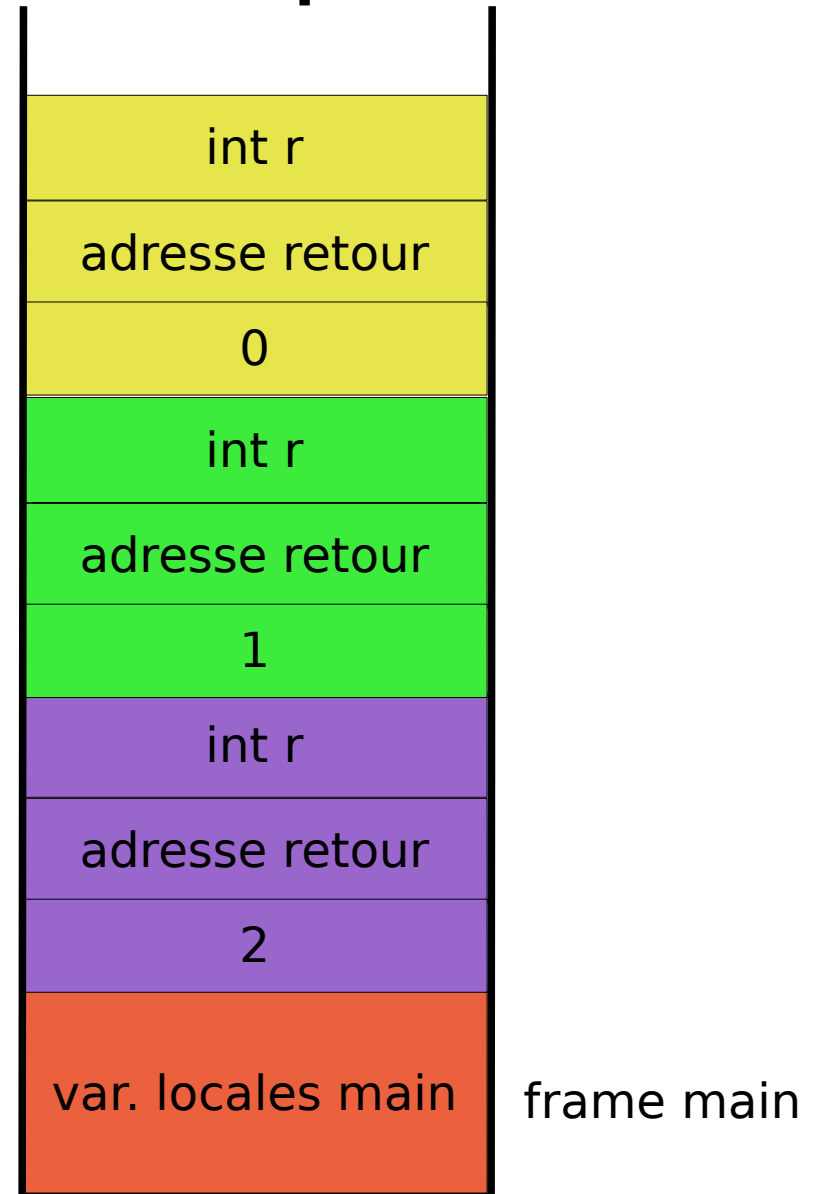 int r
adresse retour
0
int r
adresse retour
1
int r
adresse retour
2
var. locales main
frame main